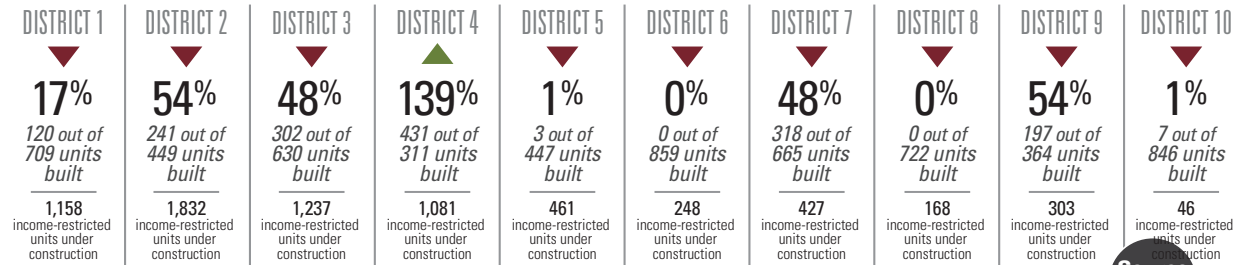 DISTRICT 1
17%
120 out of
709 units
built
1,158
income-restricted
units under
construction
DISTRICT 2
54%
241 out of
449 units
built
1,832
income-restricted
units under
construction
DISTRICT 3
48%
302 out of
630 units
built
1,237
income-restricted
units under
construction
DISTRICT 4
139%
431 out of
311 units
built
1,081
income-restricted
units under
construction
DISTRICT 5
1%
3 out of
447 units
built
461
income-restricted
units under
construction
DISTRICT 6
0%
0 out of
859 units
built
248
income-restricted
units under
construction
DISTRICT 7
48%
318 out of
665 units
built
427
income-restricted
units under
construction
DISTRICT 8
0%
0 out of
722 units
built
168
income-restricted
units under
construction
DISTRICT 9
54%
197 out of
364 units
built
303
income-restricted
units under
construction
DISTRICT 10
1%
7 out of
846 units
built
46
income-restricted
units under
construction